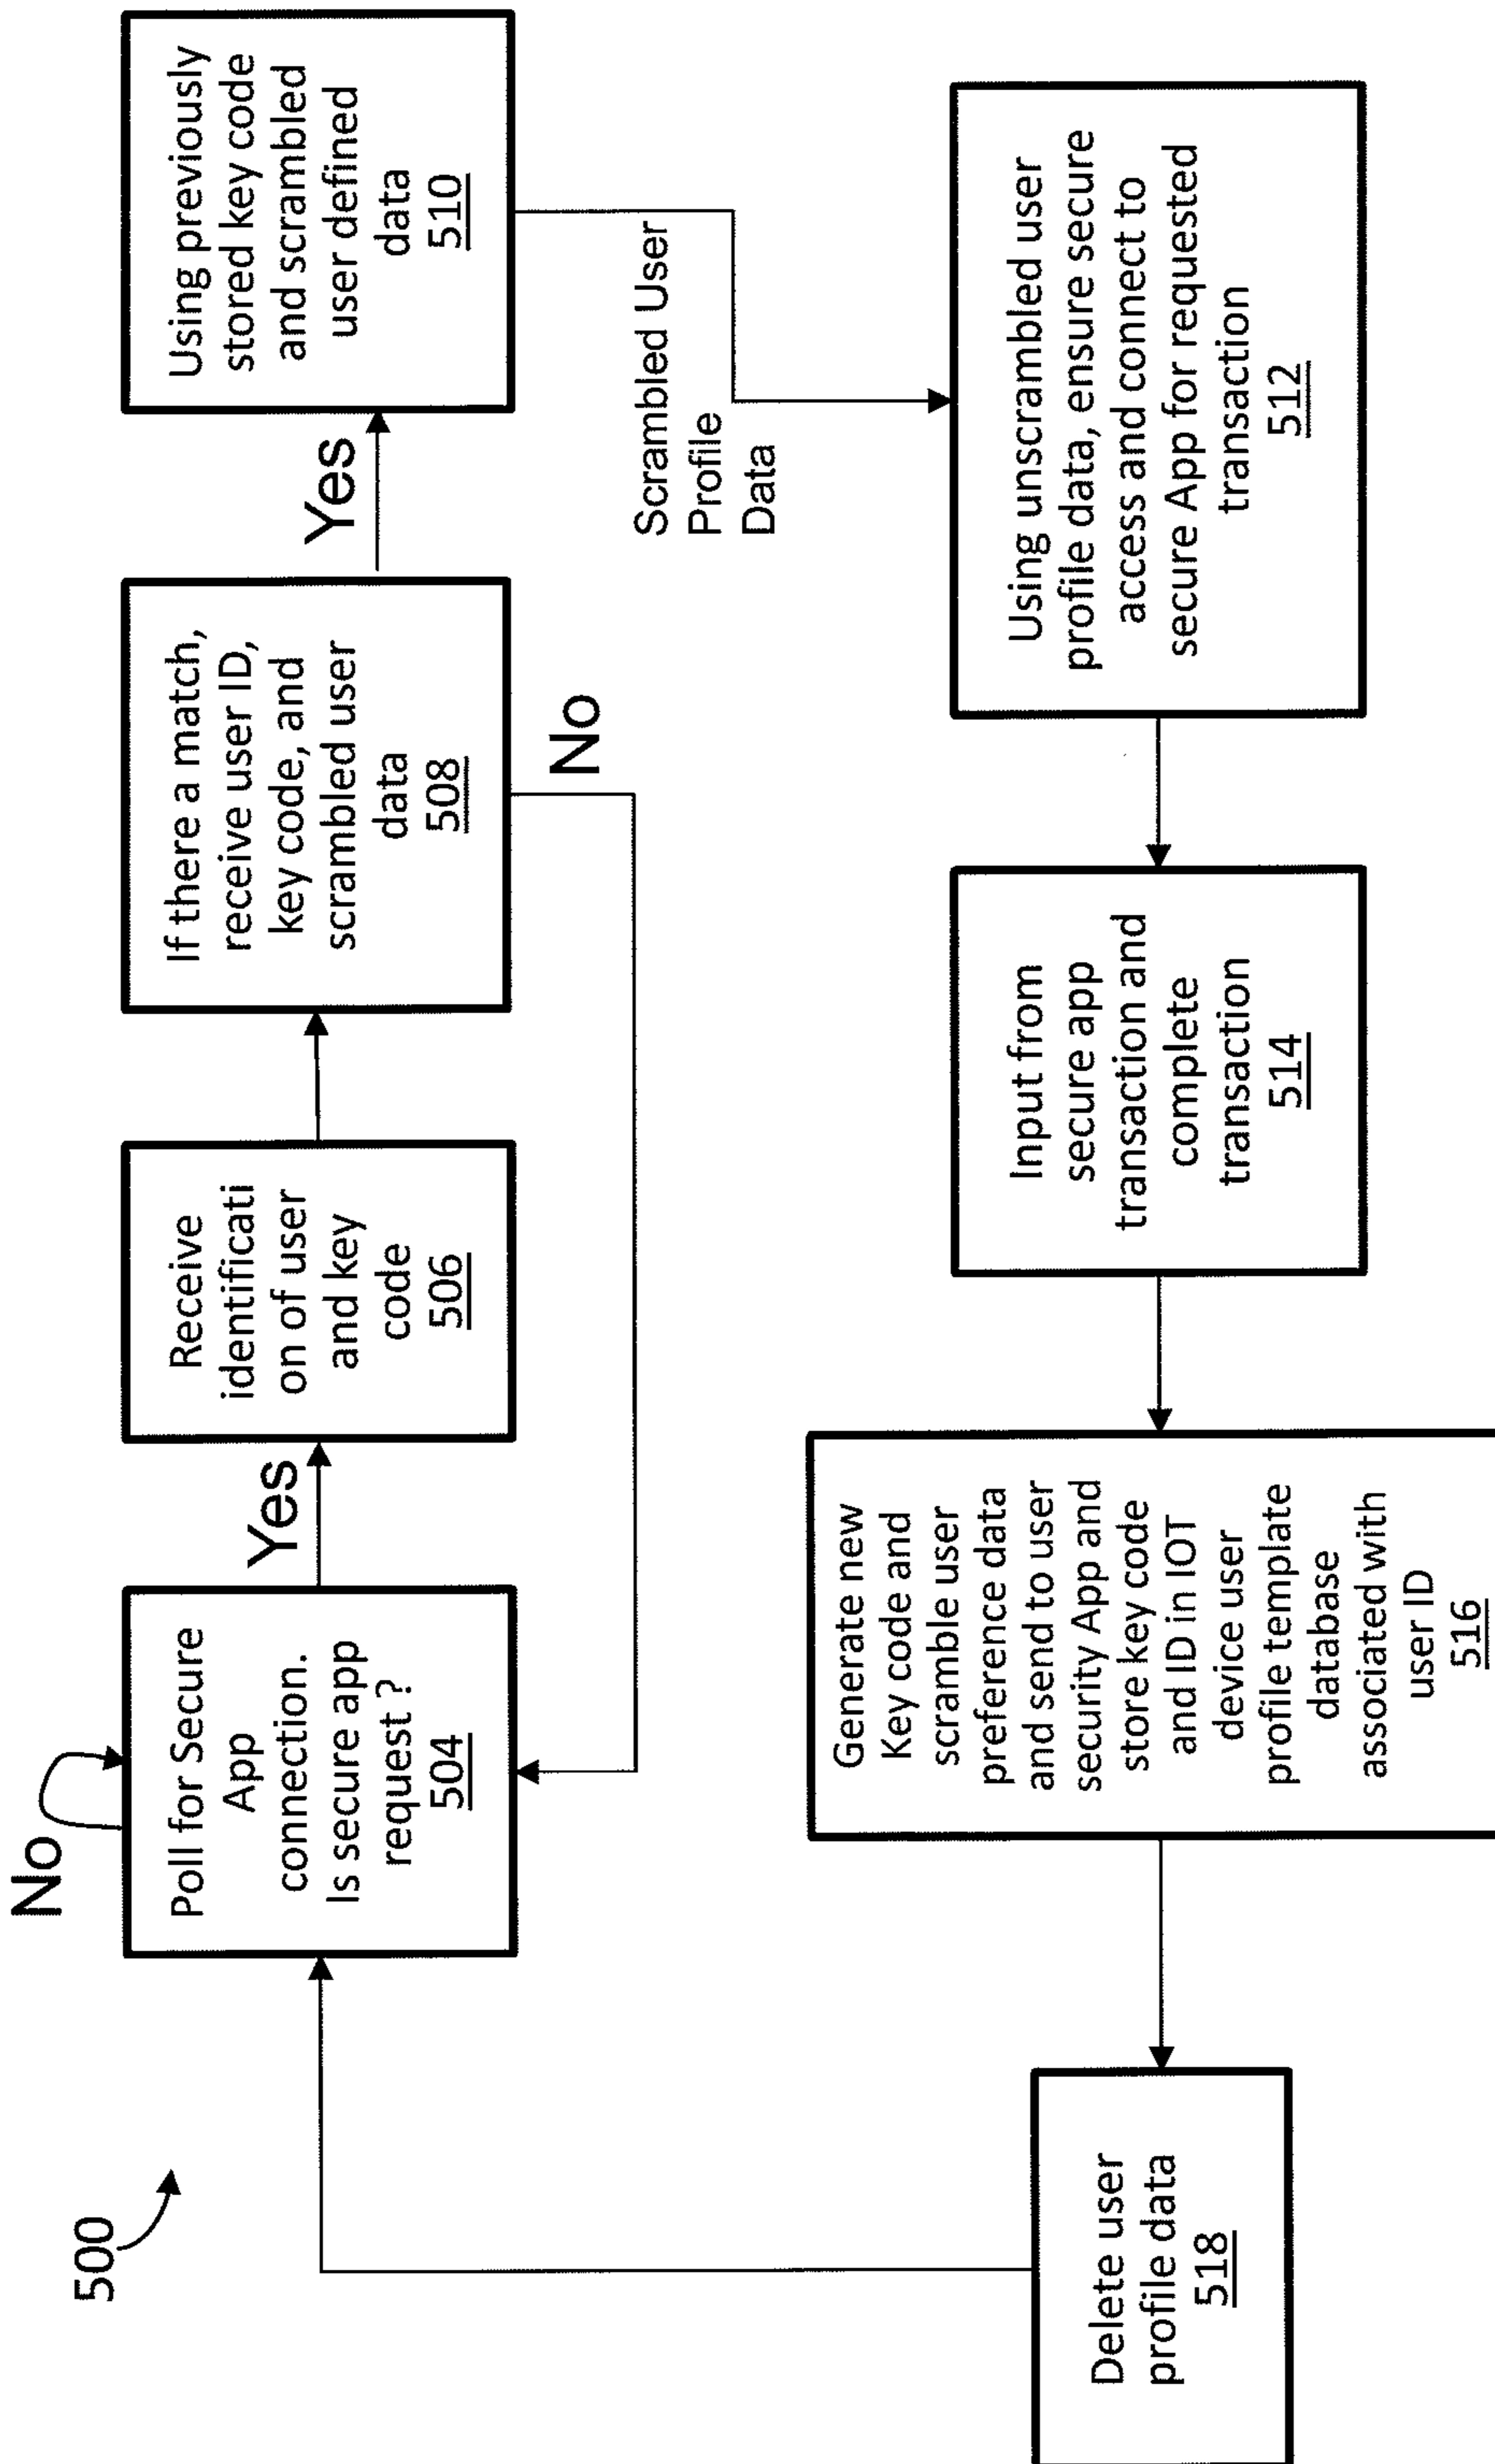 500
No
Poll for Secure
App
connection.
Is secure app
request ?
504
Yes
Receive
identificati
on of user
and key
code
506
If there a match,
receive user ID,
key code, and
scrambled user
data
508
Yes
No
Using previously
stored key code
and scrambled
user defined
data
510
Scrambled User
Profile
Data
Using unscrambled user
profile data, ensure secure
access and connect to
secure App for requested
transaction
512
Input from
secure app
transaction and
complete
transaction
514
Generate new
Key code and
scramble user
preference data
and send to user
security App and
store key code
and ID in IOT
device user
profile template
database
associated with
user ID
516
Delete user
profile data
518